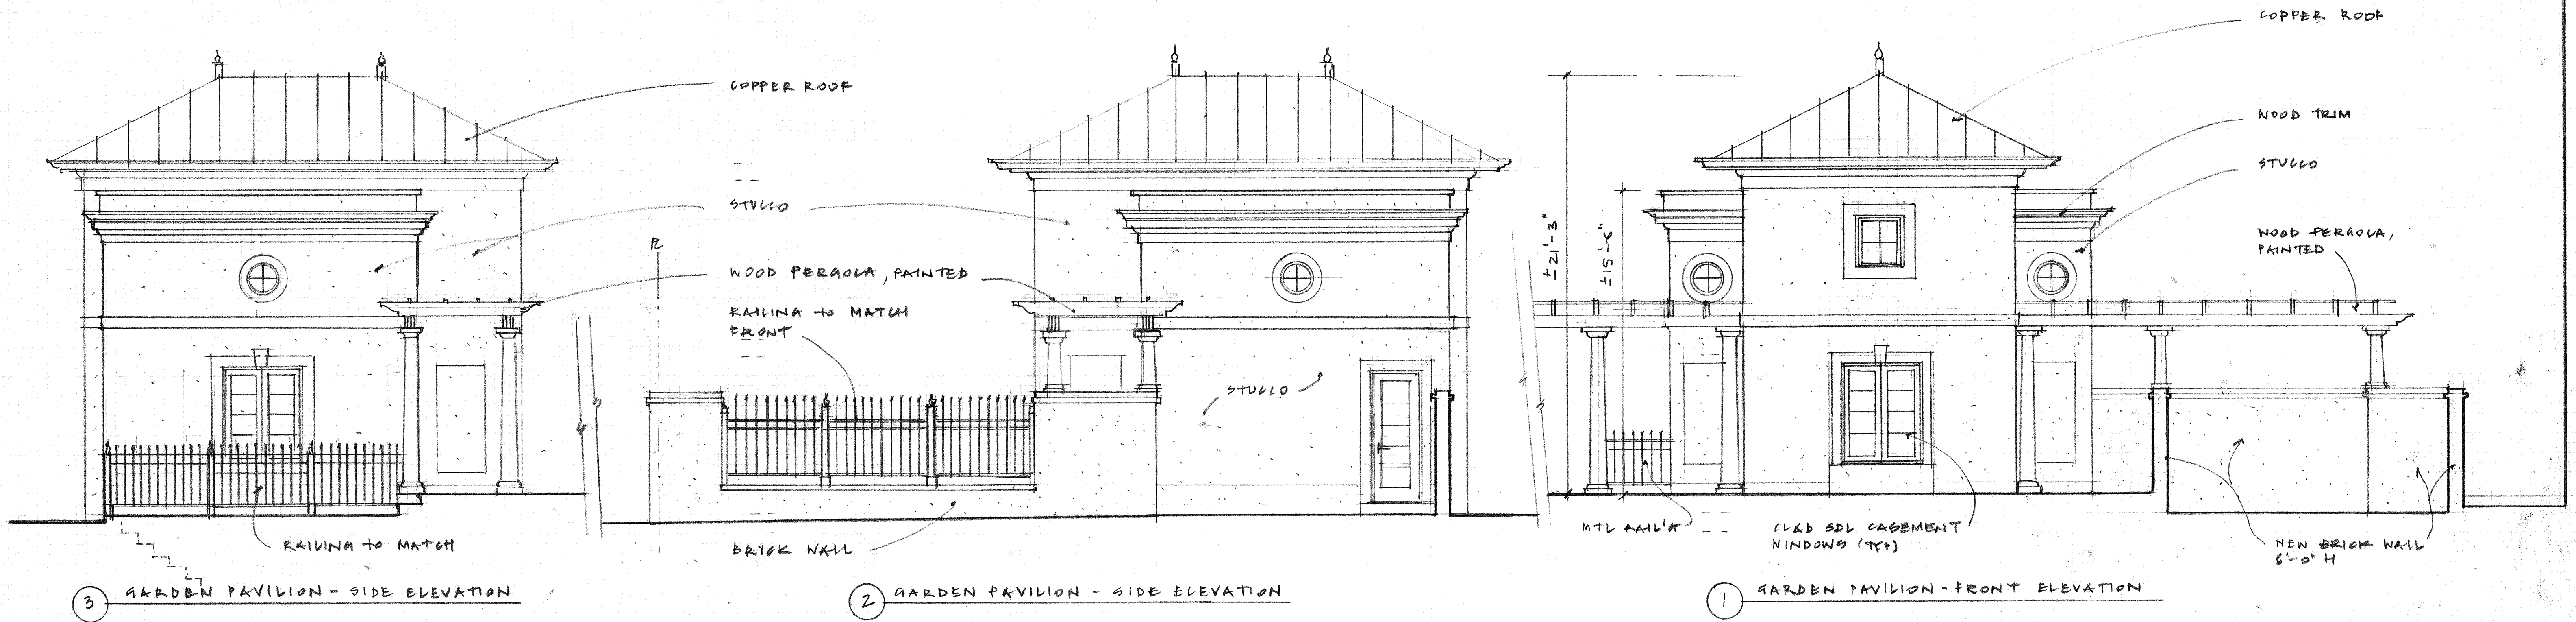 COPPER ROOF
STUCCO
WOOD PERGOLA, PAINTED
RAILING to MATCH
FRONT
RAILING to MATCH
3 GARDEN PAVILION - SIDE ELEVATION
PL
STUCCO
BRICK WALL
2 GARDEN PAVILION - SIDE ELEVATION
COPPER ROOF
WOOD TRIM
STUCCO
WOOD PERGOLA,
PAINTED
±21'-3"
±15'-6"
MTL RAIL'G
CLAD SDL CASEMENT
WINDOWS (TYP)
NEW BRICK WALL
6'-0" H
1 GARDEN PAVILION - FRONT ELEVATION